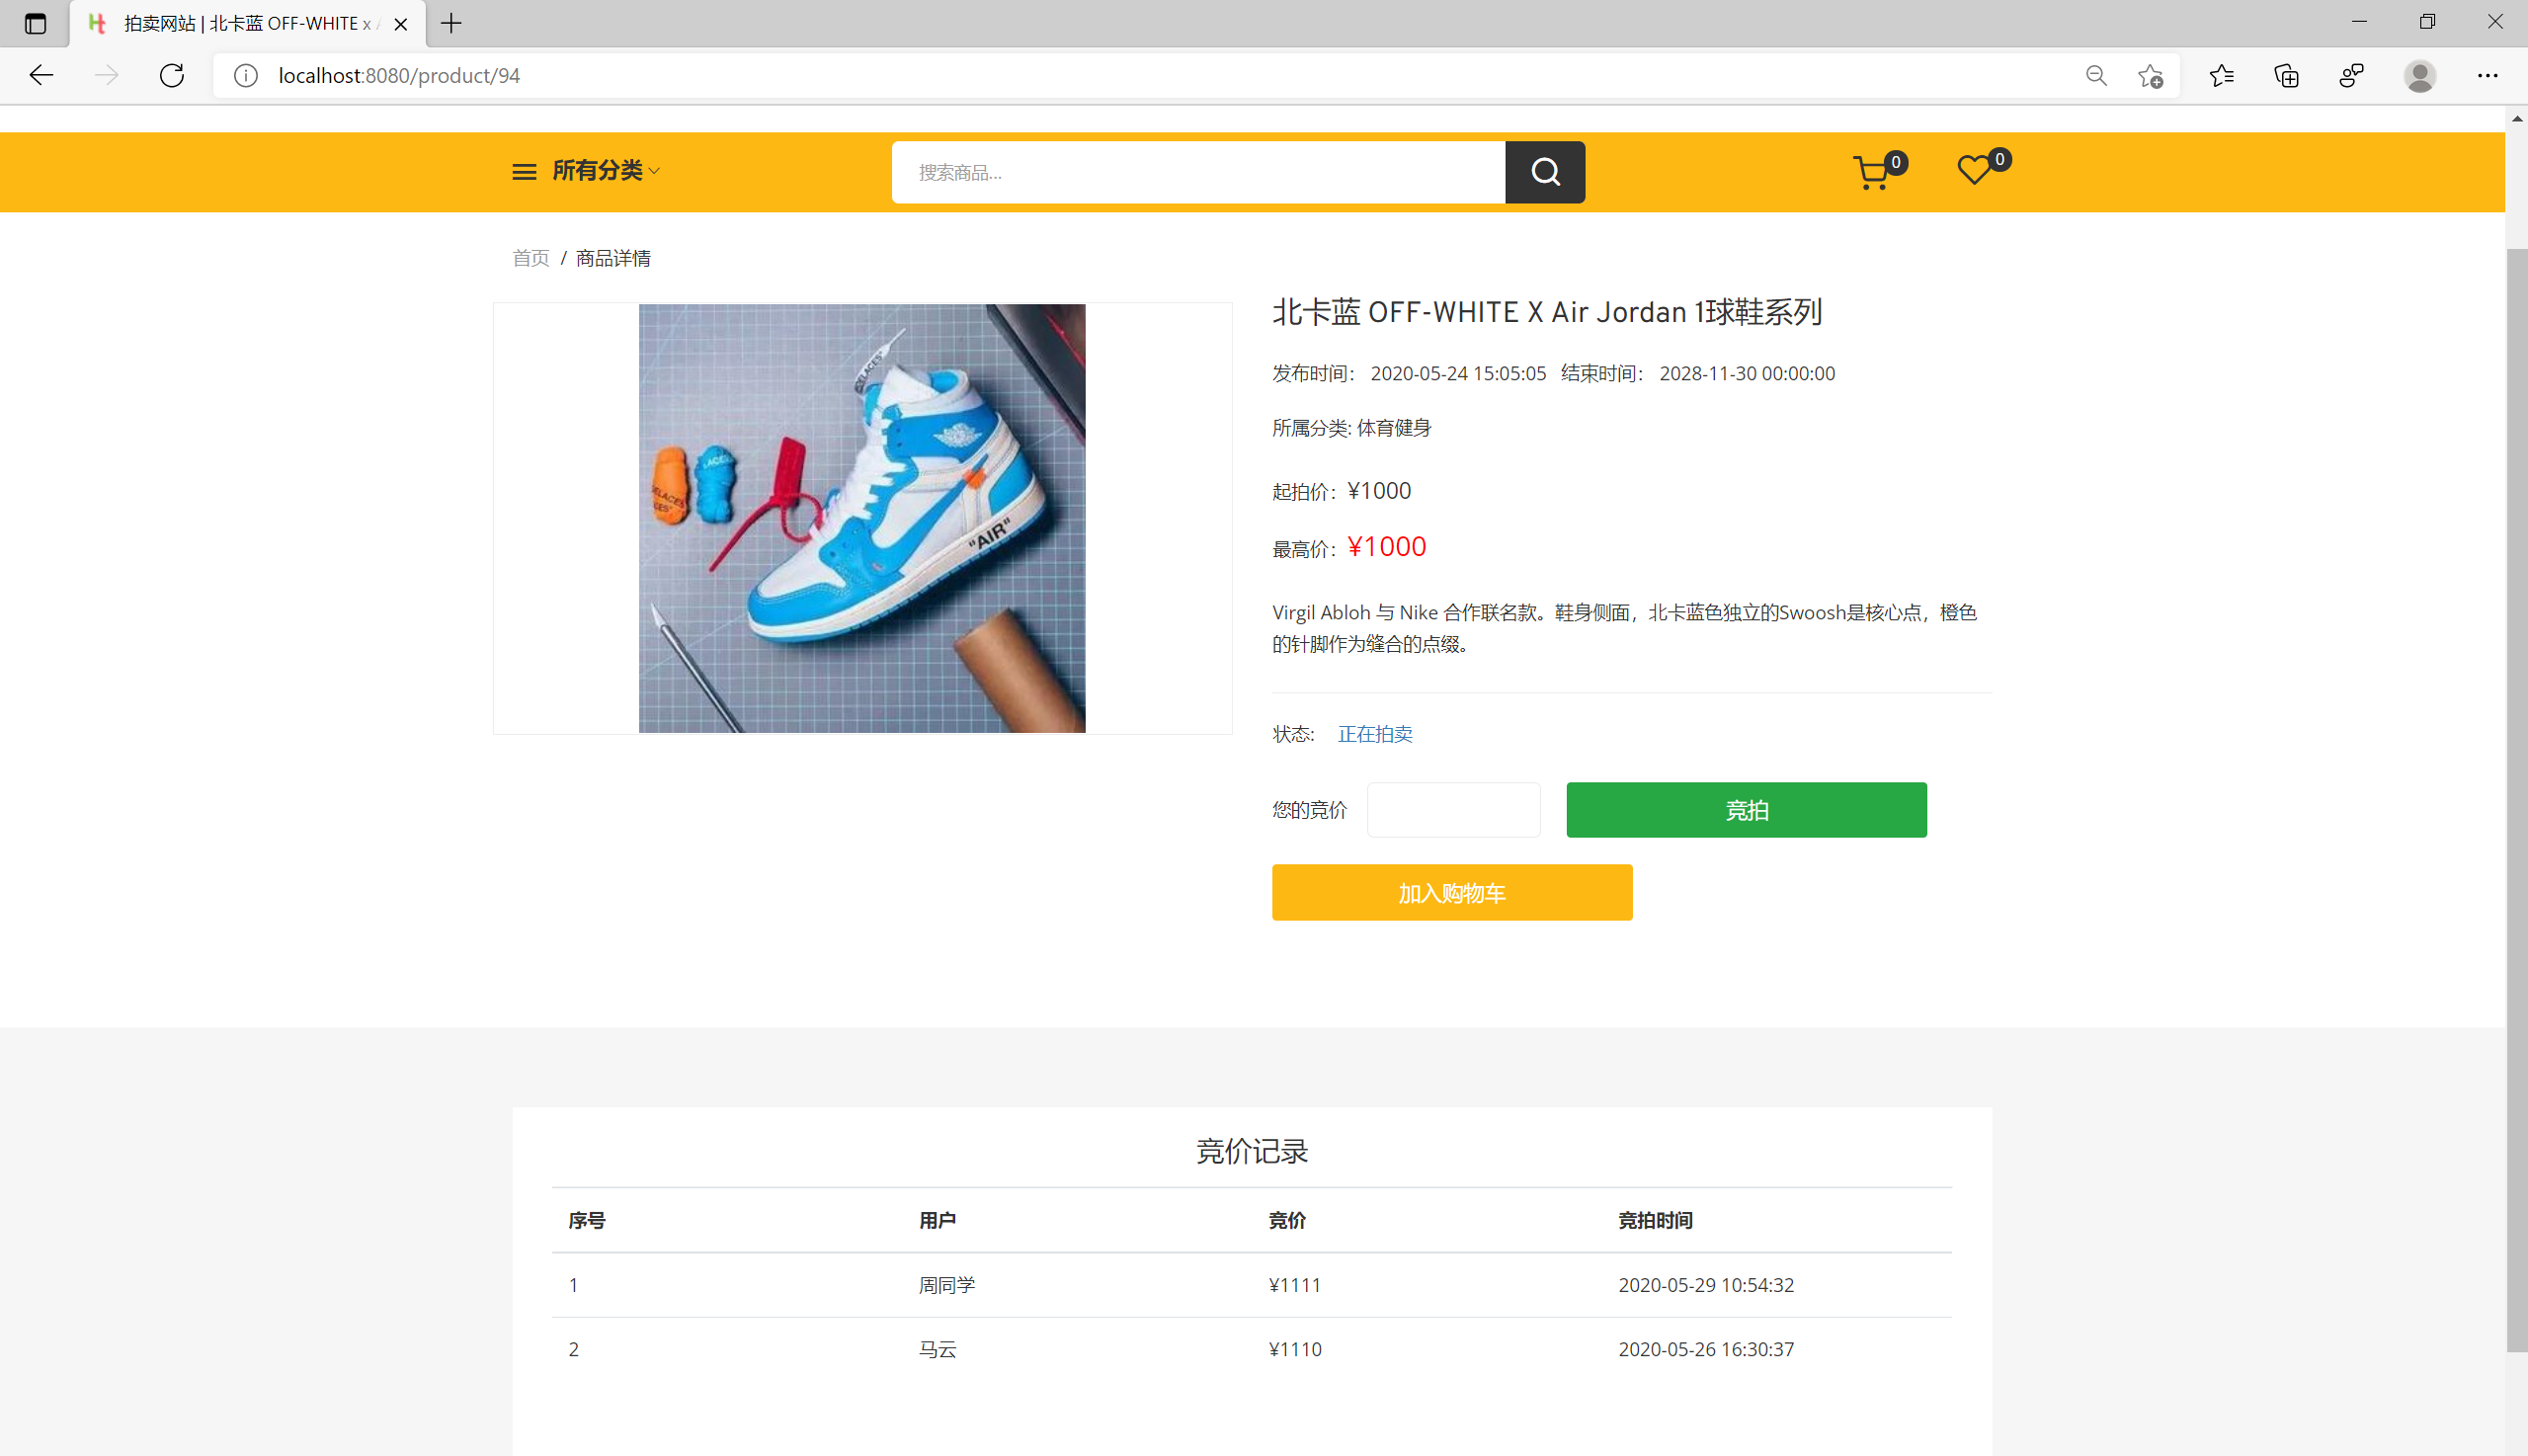 拍卖网站 | 北卡蓝 OFF-WHITE x
localhost:8080/product/94
所有分类
搜索商品...
0
0
首页 / 商品详情
北卡蓝 OFF-WHITE X Air Jordan 1球鞋系列
发布时间： 2020-05-24 15:05:05 结束时间： 2028-11-30 00:00:00
所属分类: 体育健身
起拍价：¥1000
最高价：¥1000
Virgil Abloh 与 Nike 合作联名款。鞋身侧面，北卡蓝色独立的Swoosh是核心点，橙色
的针脚作为缝合的点缀。
"AIR"
状态: 正在拍卖
您的竞价 竞拍
加入购物车
竞价记录
序号 用户 竞价 竞拍时间
1 周同学 ¥1111 2020-05-29 10:54:32
2 马云 ¥1110 2020-05-26 16:30:37